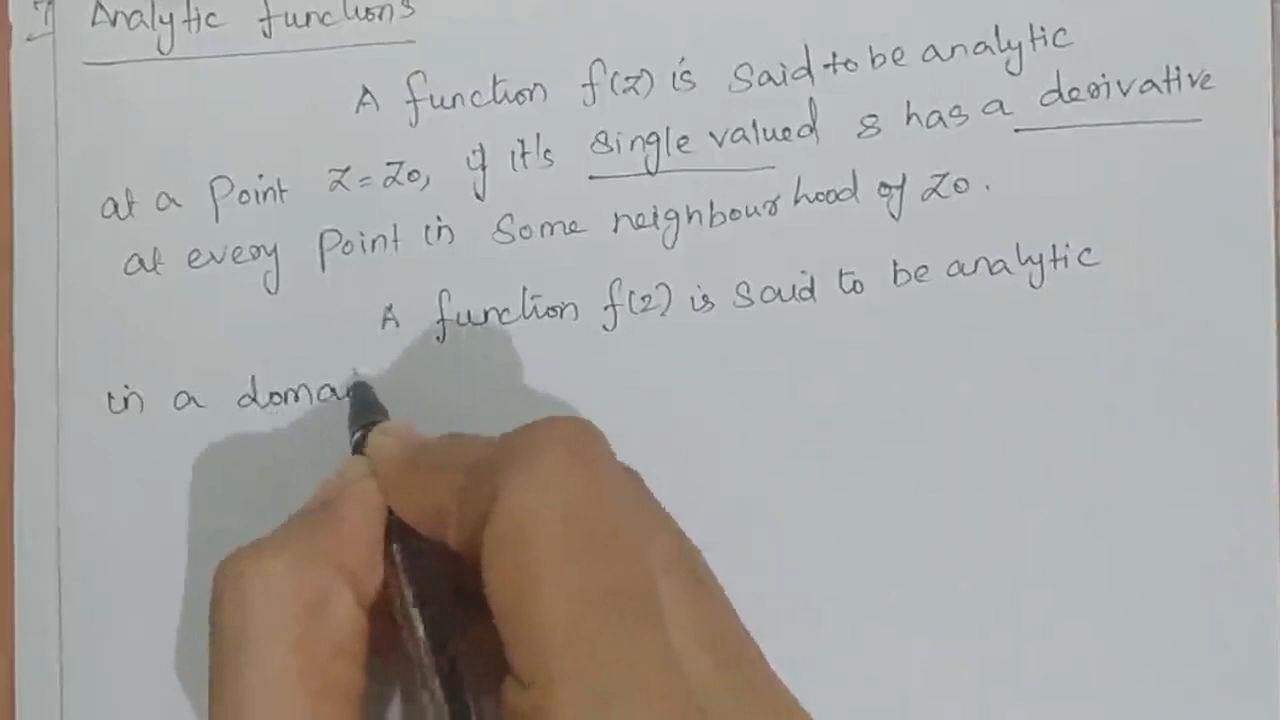 Analytic functions
A function f(z) is said to be analytic
at a point z=z0, if it's single valued & has a derivative
at every point in some neighbourhood of z0.
A function f(z) is said to be analytic
in a doma